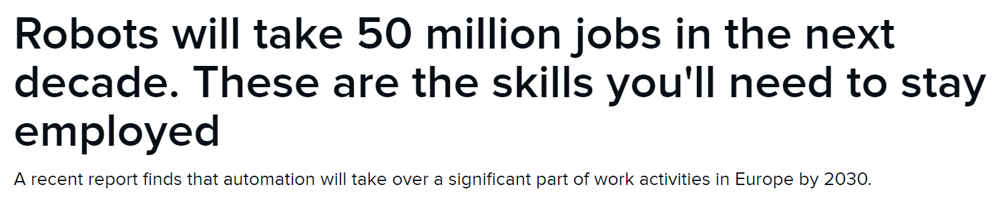 Robots will take 50 million jobs in the next
decade. These are the skills you'll need to stay
employed
A recent report finds that automation will take over a significant part of work activities in Europe by 2030.